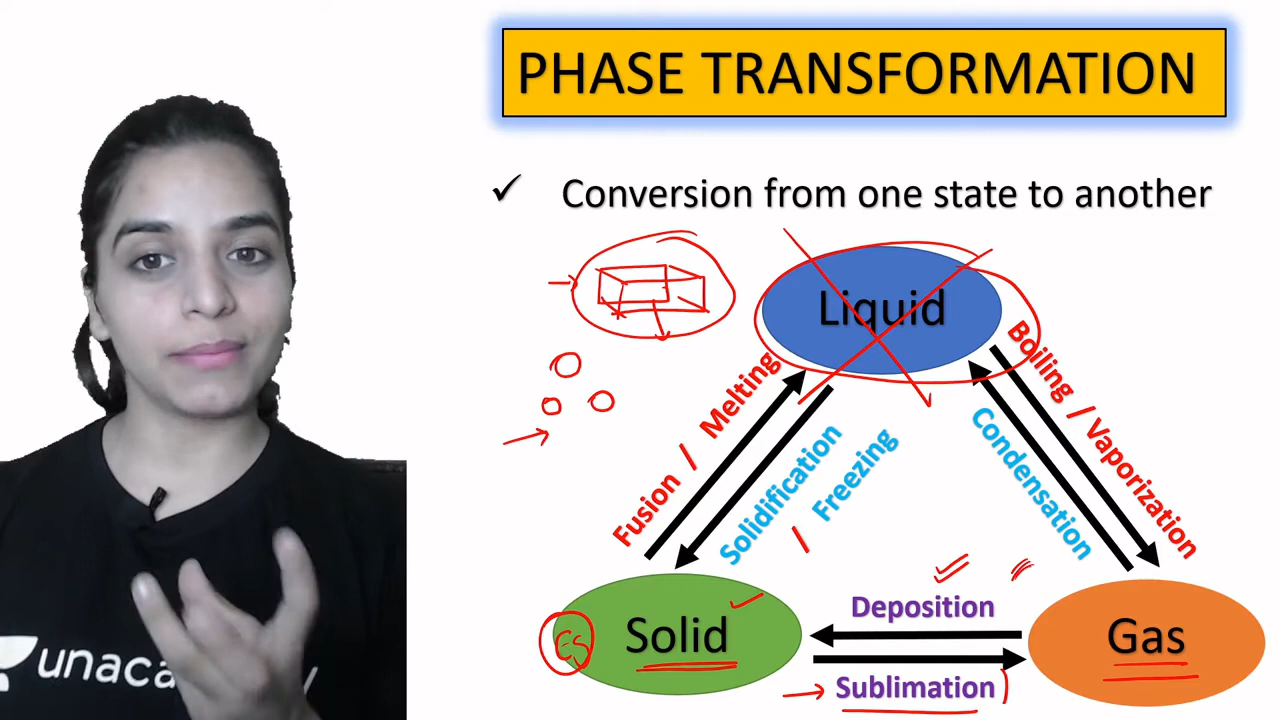 PHASE TRANSFORMATION
✓ Conversion from one state to another
Liquid
Fusion / Melting
Solidification
/ Freezing
Boiling / Vaporization
Condensation
Deposition
Solid
Gas
Sublimation
unaca